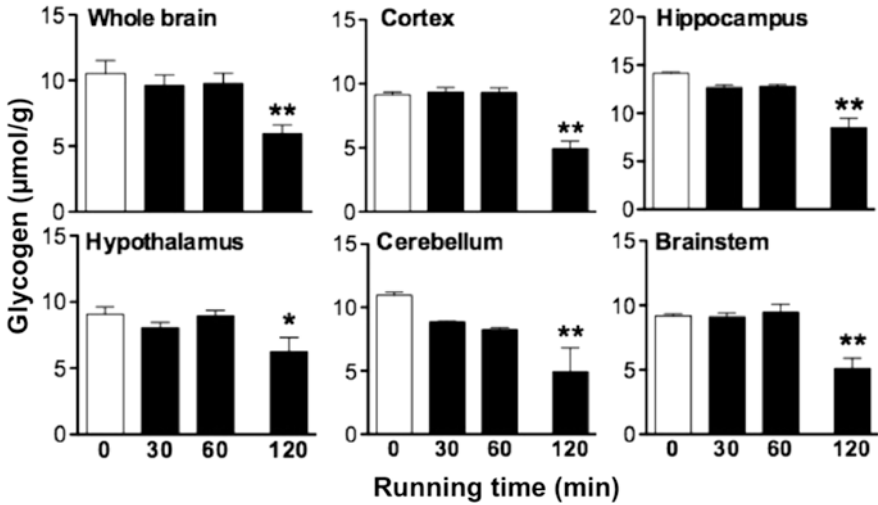 Whole brain
Cortex
Hippocampus
15
10
5
0
**
15
10
5
0
**
20
15
10
5
0
**
Glycogen (μmol/g)
Hypothalamus
Cerebellum
Brainstem
15
10
5
0
*
15
10
5
0
**
15
10
5
0
**
0 30 60 120
0 30 60 120
0 30 60 120
Running time (min)